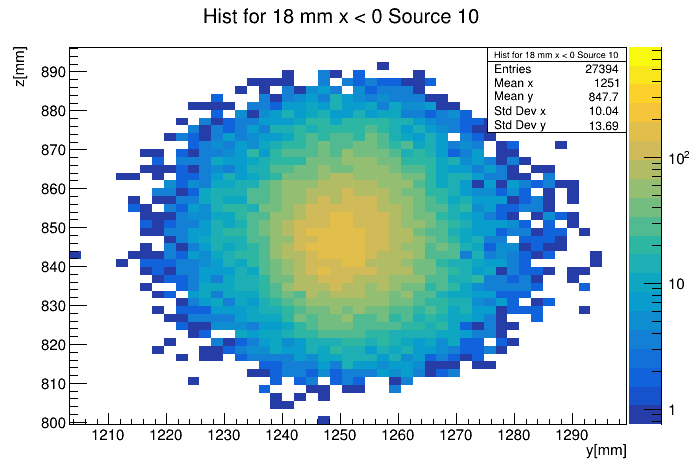 Hist for 18 mm x < 0 Source 10
z[mm]
Hist for 18 mm x < 0 Source 10
Entries 27394
Mean x 1251
Mean y 847.7
Std Dev x 10.04
Std Dev y 13.69
890
880
870
860
850
840
830
820
810
800
10²
10
1
1210 1220 1230 1240 1250 1260 1270 1280 1290
y[mm]